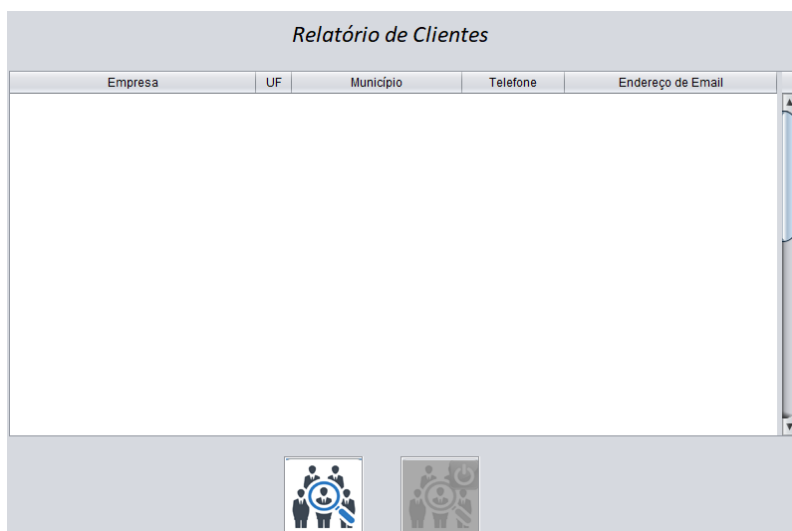 Relatório de Clientes
Empresa UF Município Telefone Endereço de Email